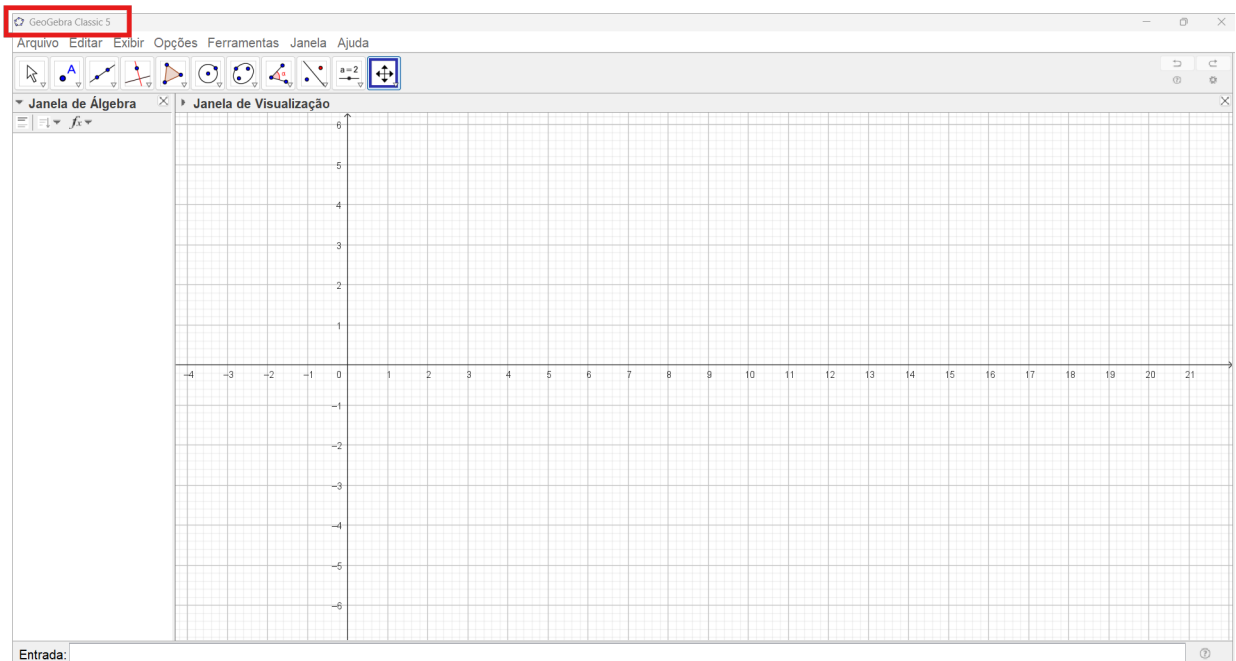 GeoGebra Classic 5
Arquivo Editar Exibir Opções Ferramentas Janela Ajuda
A α a=2
Janela de Álgebra
Janela de Visualização
fx
6
5
4
3
2
1
−4 −3 −2 −1 0 1 2 3 4 5 6 7 8 9 10 11 12 13 14 15 16 17 18 19 20 21
−1
−2
−3
−4
−5
−6
Entrada: